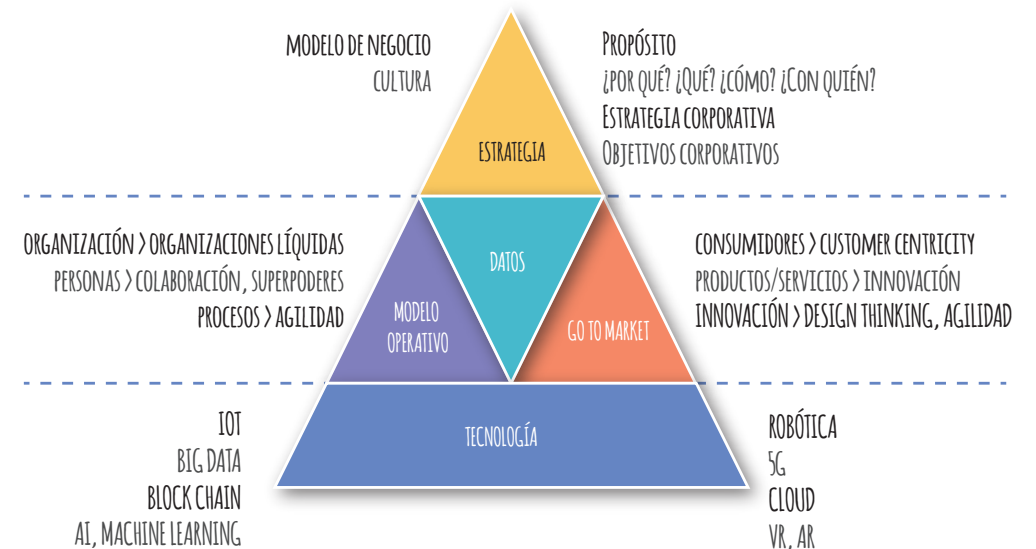 MODELO DE NEGOCIO
CULTURA
PROPÓSITO
¿POR QUÉ? ¿QUÉ? ¿CÓMO? ¿CON QUIÉN?
ESTRATEGIA CORPORATIVA
OBJETIVOS CORPORATIVOS
ESTRATEGIA
ORGANIZACIÓN > ORGANIZACIONES LÍQUIDAS
PERSONAS > COLABORACIÓN, SUPERPODERES
PROCESOS > AGILIDAD
DATOS
MODELO
OPERATIVO
GO TO MARKET
CONSUMIDORES > CUSTOMER CENTRICITY
PRODUCTOS/SERVICIOS > INNOVACIÓN
INNOVACIÓN > DESIGN THINKING, AGILIDAD
TECNOLOGÍA
IOT
BIG DATA
BLOCK CHAIN
AI, MACHINE LEARNING
ROBÓTICA
5G
CLOUD
VR, AR